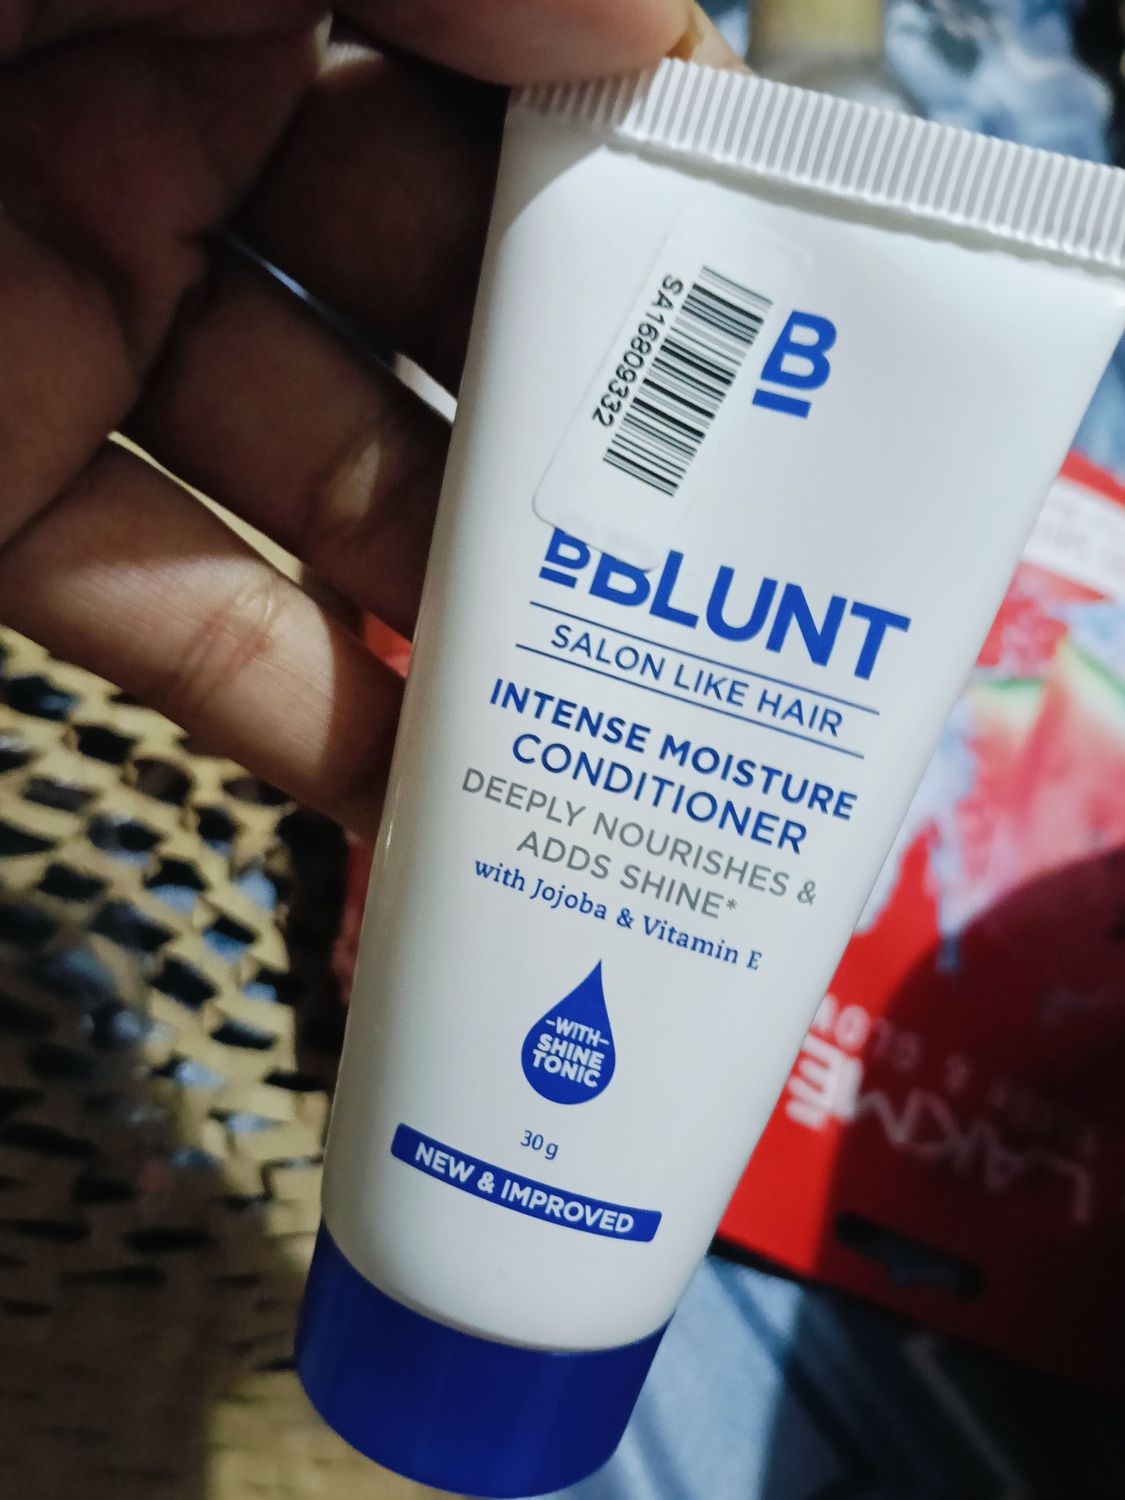 SA16809332
B
BBLUNT
SALON LIKE HAIR
INTENSE MOISTURE
CONDITIONER
DEEPLY NOURISHES &
ADDS SHINE*
with Jojoba & Vitamin E
-WITH-
SHINE
TONIC
30 g
NEW & IMPROVED
LAKMĒ